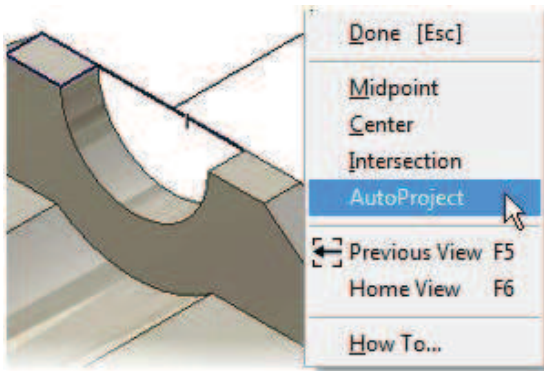 Done [Esc]
Midpoint
Center
Intersection
AutoProject
Previous View F5
Home View F6
How To...